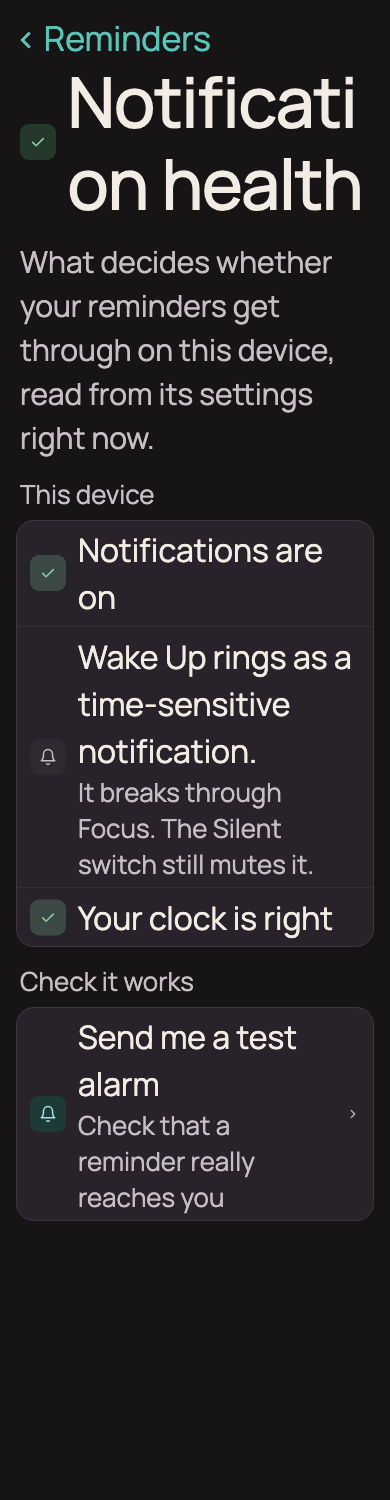 Reminders
Notificati
on health
What decides whether
your reminders get
through on this device,
read from its settings
right now.
This device
Notifications are
on
Wake Up rings as a
time-sensitive
notification.
It breaks through
Focus. The Silent
switch still mutes it.
Your clock is right
Check it works
Send me a test
alarm
Check that a
reminder really
reaches you